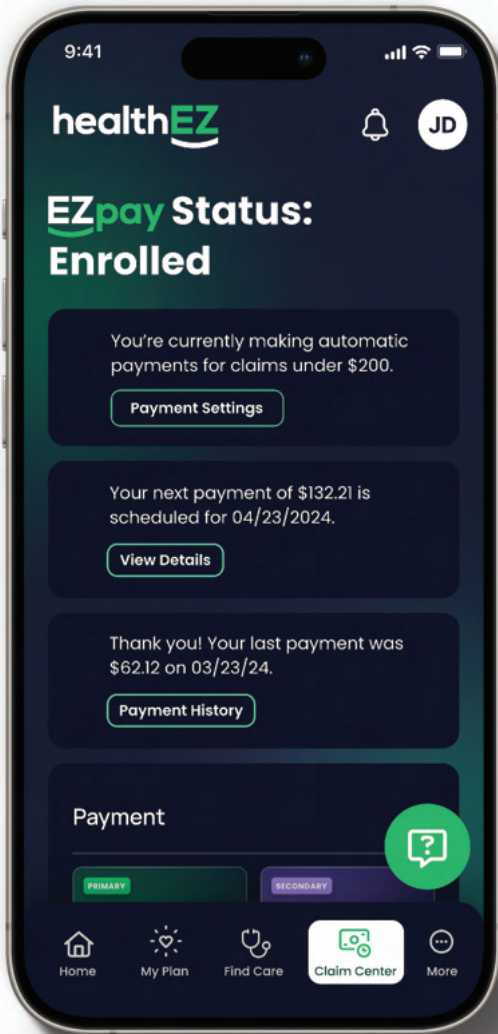 9:41
healthEZ
JD
EZpay Status:
Enrolled
You're currently making automatic
payments for claims under $200.
Payment Settings
Your next payment of $132.21 is
scheduled for 04/23/2024.
View Details
Thank you! Your last payment was
$62.12 on 03/23/24.
Payment History
Payment
?
PRIMARY
SECONDARY
Home
My Plan
Find Care
Claim Center
More